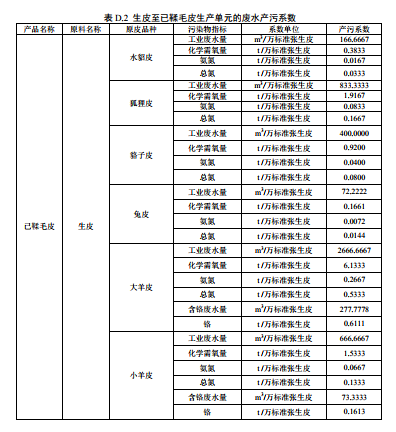 表 D.2 生皮至已鞣毛皮生产单元的废水产污系数
产品名称 原料名称 原皮品种 污染物指标 系数单位 产污系数
已鞣毛皮 生皮 水貂皮 工业废水量 m³/万标准张生皮 166.6667
化学需氧量 t/万标准张生皮 0.3833
氨氮 t/万标准张生皮 0.0167
总氮 t/万标准张生皮 0.0333
狐狸皮 工业废水量 m³/万标准张生皮 833.3333
化学需氧量 t/万标准张生皮 1.9167
氨氮 t/万标准张生皮 0.0833
总氮 t/万标准张生皮 0.1667
貉子皮 工业废水量 m³/万标准张生皮 400.0000
化学需氧量 t/万标准张生皮 0.9200
氨氮 t/万标准张生皮 0.0400
总氮 t/万标准张生皮 0.0800
兔皮 工业废水量 m³/万标准张生皮 72.2222
化学需氧量 t/万标准张生皮 0.1661
氨氮 t/万标准张生皮 0.0072
总氮 t/万标准张生皮 0.0144
大羊皮 工业废水量 m³/万标准张生皮 2666.6667
化学需氧量 t/万标准张生皮 6.1333
氨氮 t/万标准张生皮 0.2667
总氮 t/万标准张生皮 0.5333
含铬废水量 m³/万标准张生皮 277.7778
铬 t/万标准张生皮 0.6111
小羊皮 工业废水量 m³/万标准张生皮 666.6667
化学需氧量 t/万标准张生皮 1.5333
氨氮 t/万标准张生皮 0.0667
总氮 t/万标准张生皮 0.1333
含铬废水量 m³/万标准张生皮 73.3333
铬 t/万标准张生皮 0.1613